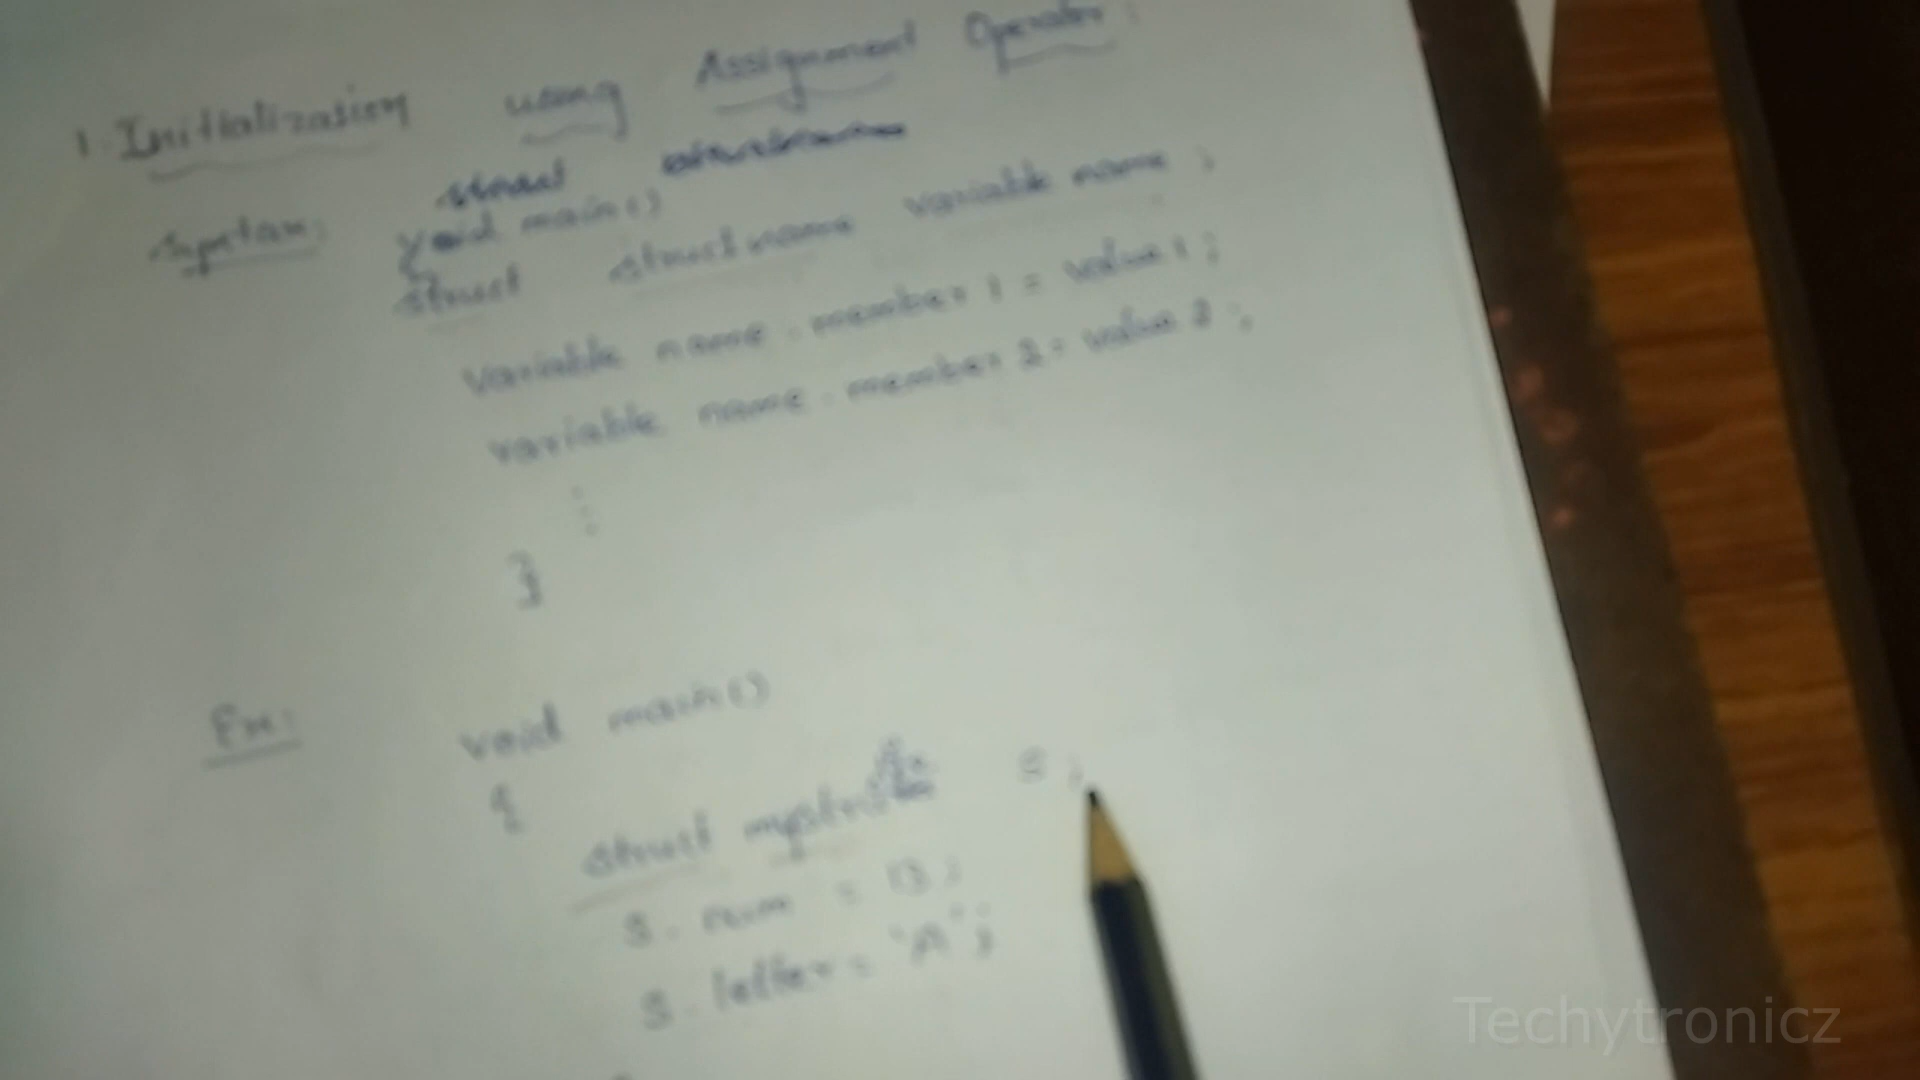 1. Initialization using Assignment Operator:
struct
Syntax: void main()
struct structname variable name ;
variable name . member 1 = value 1 ;
variable name . member 2 = value 2 ;
:
}
Ex: void main()
{
struct s ;
s . num = 13 ;
s . letter = 'A' ;
Techytronicz